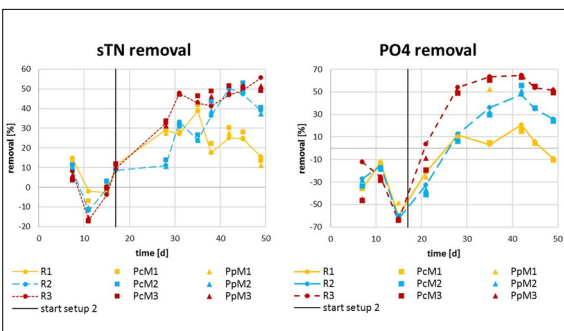 sTN removal
PO4 removal
removal [%]
60
50
40
30
20
10
0
-10
-20
0
10
20
30
40
50
time [d]
R1
PcM1
PpM1
R2
PcM2
PpM2
R3
PcM3
PpM3
start setup 2
removal [%]
70
50
30
10
-10
-30
-50
-70
0
10
20
30
40
50
time [d]
R1
PcM1
PpM1
R2
PcM2
PpM2
R3
PcM3
PpM3
start setup 2